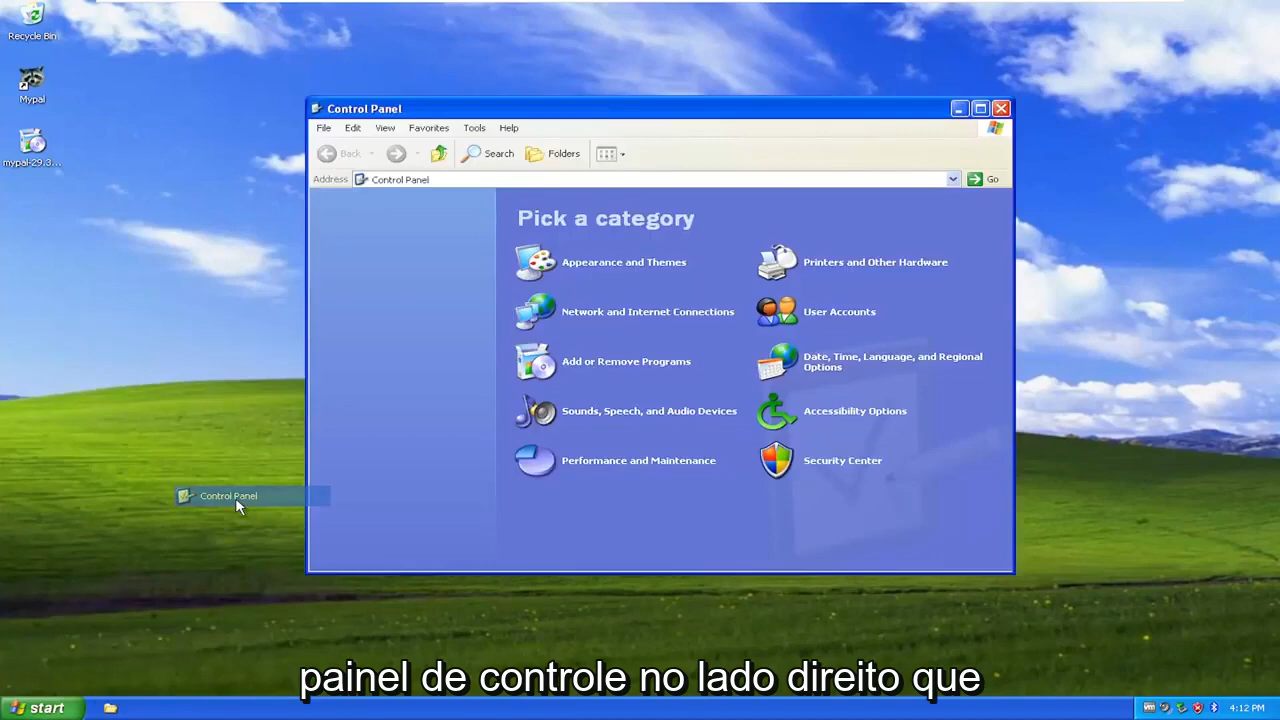 Recycle Bin
Mypal
mypal-29.3...
Control Panel
File Edit View Favorites Tools Help
Back Search Folders
Address Control Panel Go
Pick a category
Appearance and Themes
Printers and Other Hardware
Network and Internet Connections
User Accounts
Add or Remove Programs
Date, Time, Language, and Regional
Options
Sounds, Speech, and Audio Devices
Accessibility Options
Performance and Maintenance
Security Center
Control Panel
painel de controle no lado direito que
start
4:12 PM